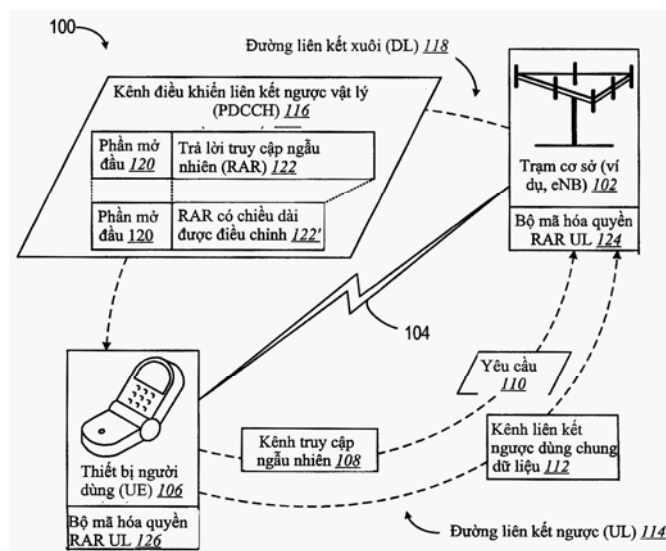 100
Đường liên kết xuôi (DL) 118
Kênh điều khiển liên kết ngược vật lý
(PDCCH) 116
Phần mở
đầu 120
Trả lời truy cập ngẫu
nhiên (RAR) 122
Phần mở
đầu 120
RAR có chiều dài
được điều chỉnh 122'
Trạm cơ sở (ví
dụ, eNB) 102
Bộ mã hóa quyền
RAR UL 124
104
Yêu cầu
110
Kênh truy cập
ngẫu nhiên 108
Kênh liên kết
ngược dùng chung
dữ liệu 112
Thiết bị người
dùng (UE) 106
Bộ mã hóa quyền
RAR UL 126
Đường liên kết ngược (UL) 114